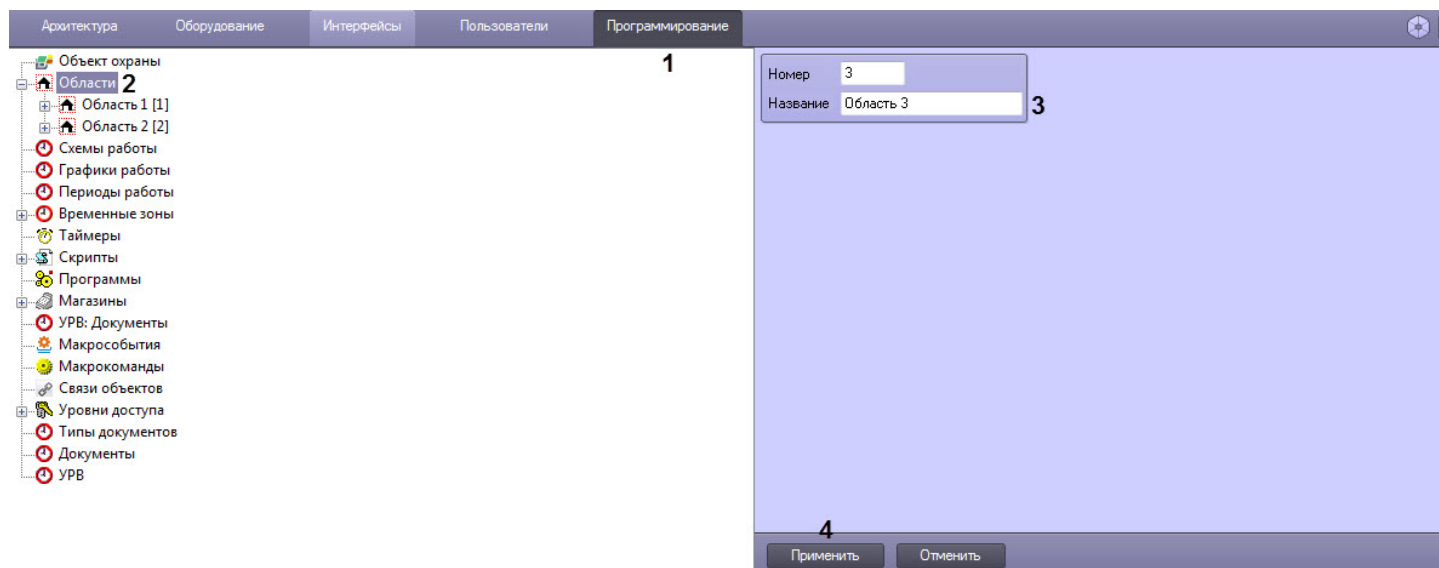 Архитектура Оборудование Интерфейсы Пользователи Программирование
1
Объект охраны
Области 2
Область 1 [1]
Область 2 [2]
Схемы работы
Графики работы
Периоды работы
Временные зоны
Таймеры
Скрипты
Программы
Магазины
УРВ: Документы
Макрособытия
Макрокоманды
Связи объектов
Уровни доступа
Типы документов
Документы
УРВ
Номер 3
Название Область 3 3
4
Применить Отменить